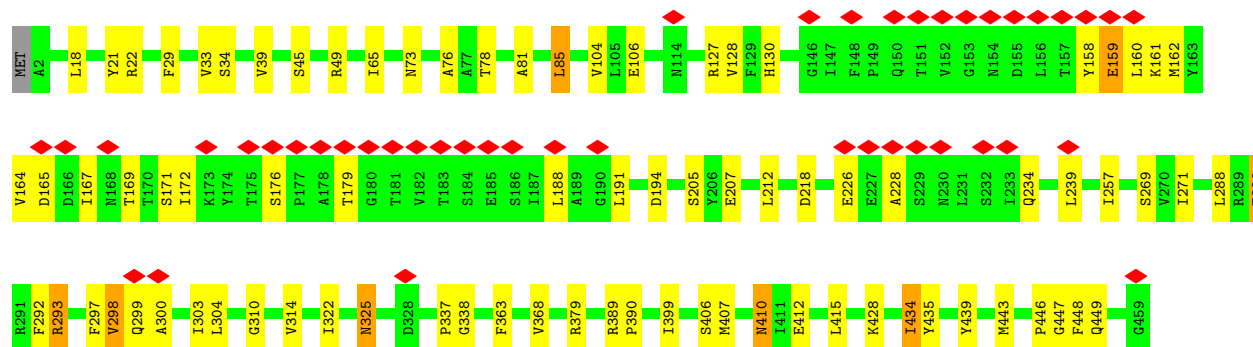 MET A2 L18 Y21 R22 F29 V33 S34 V39 S45 R49 I65 N73 A76 A77 T78 A81 L85 V104 L105 E106 N114 R127 V128 F129 H130 G146 I147 F148 P149 Q150 T151 V152 G153 N154 D155 L156 T157 Y158 E159 L160 K161 M162 Y163
V164 D165 D166 I167 N168 T169 T170 S171 I172 K173 Y174 T175 S176 P177 A178 T179 G180 T181 V182 T183 S184 E185 S186 I187 L188 A189 G190 L191 D194 S205 Y206 E207 L212 D218 E226 E227 A228 S229 N230 L231 S232 I233 Q234 L239 I257 S269 V270 I271 L288 R289
R291 F292 R293 F297 V298 Q299 A300 I303 L304 G310 V314 I322 N325 D328 P337 G338 F363 V368 R379 R389 P390 I399 S406 M407 N410 I411 E412 L415 K428 I434 Y435 Y439 M443 P446 G447 F448 Q449 G459